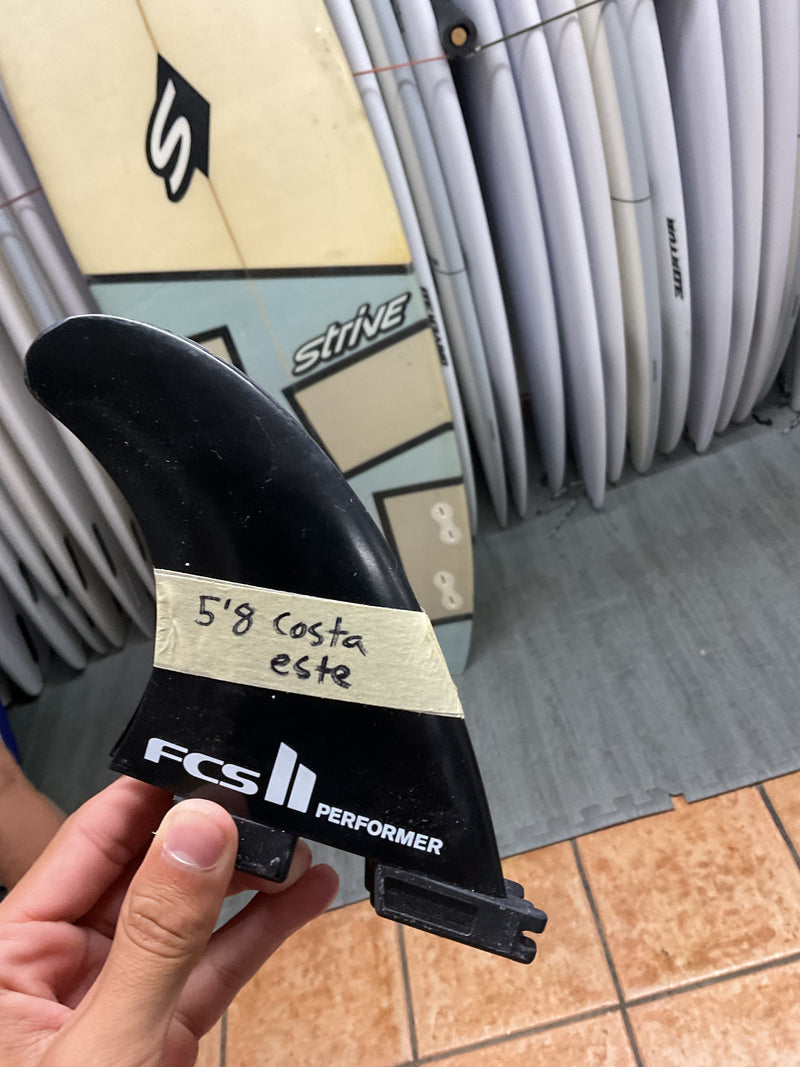 S
strive
5'8 costa
este
FCS II
PERFORMER